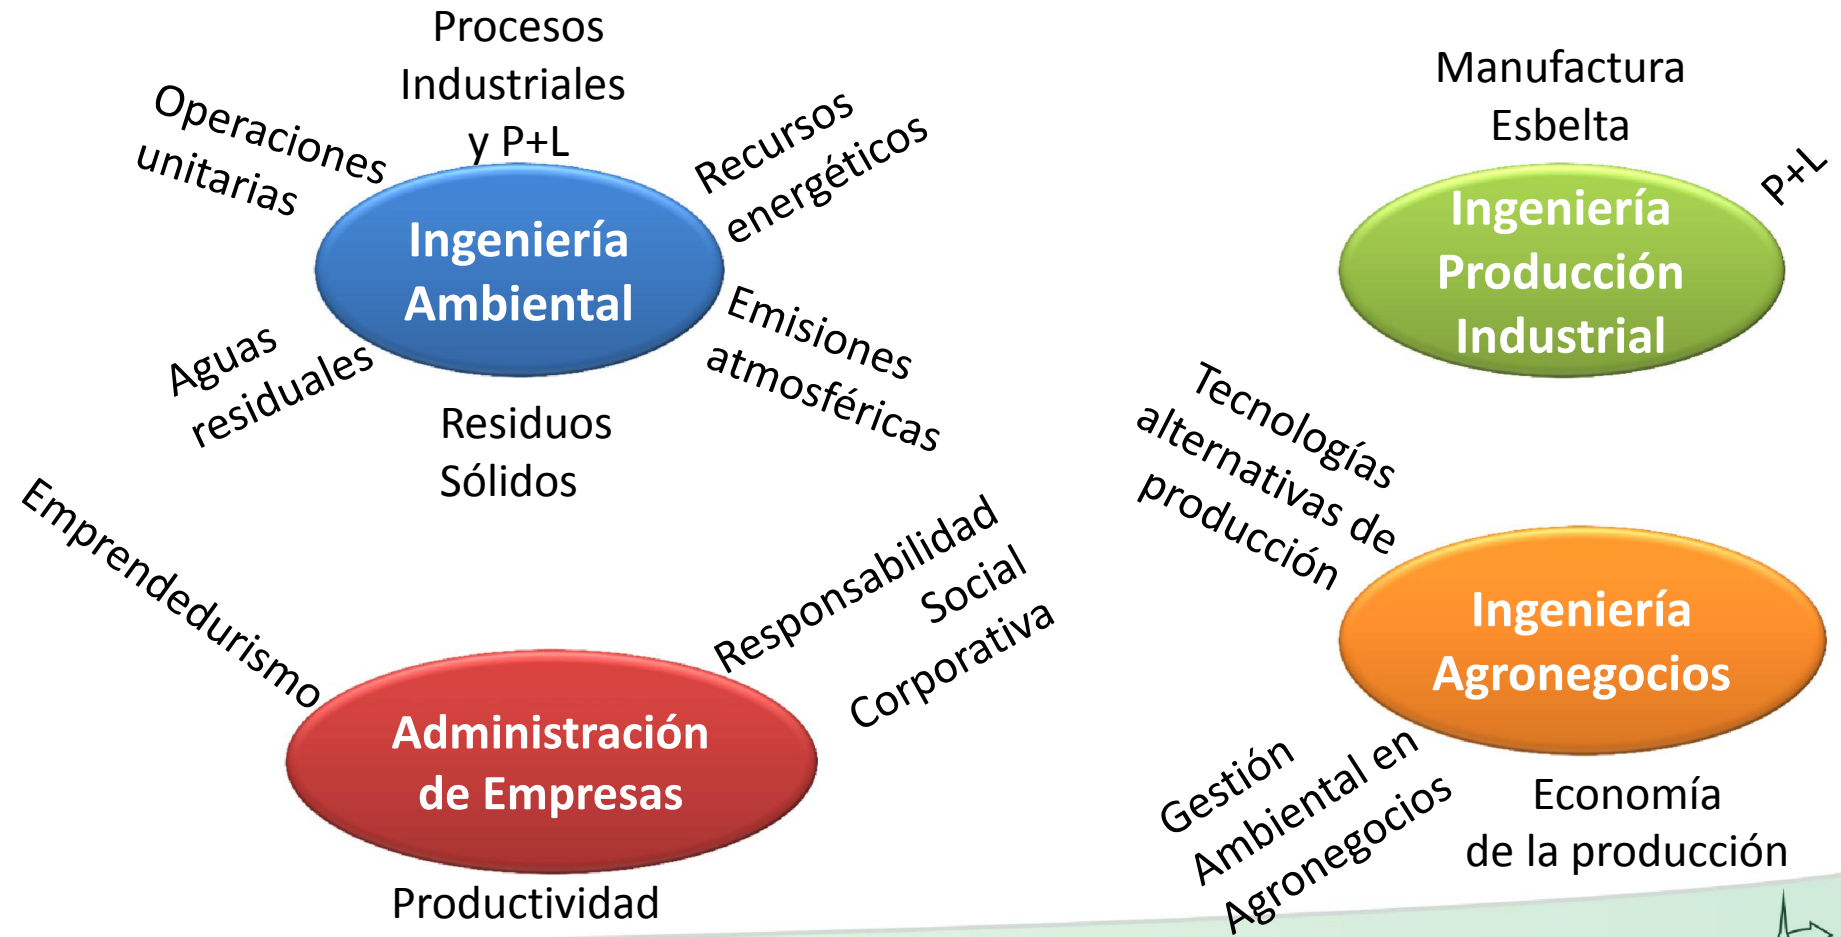 Procesos
Industriales
y P+L
Operaciones
unitarias
Recursos
energéticos
Ingeniería
Ambiental
Aguas
residuales
Emisiones
atmosféricas
Residuos
Sólidos
Manufactura
Esbelta
P+L
Ingeniería
Producción
Industrial
Emprendedurismo
Responsabilidad
Social
Corporativa
Administración
de Empresas
Productividad
Tecnologías
alternativas de
producción
Ingeniería
Agronegocios
Gestión
Ambiental en
Agronegocios
Economía
de la producción